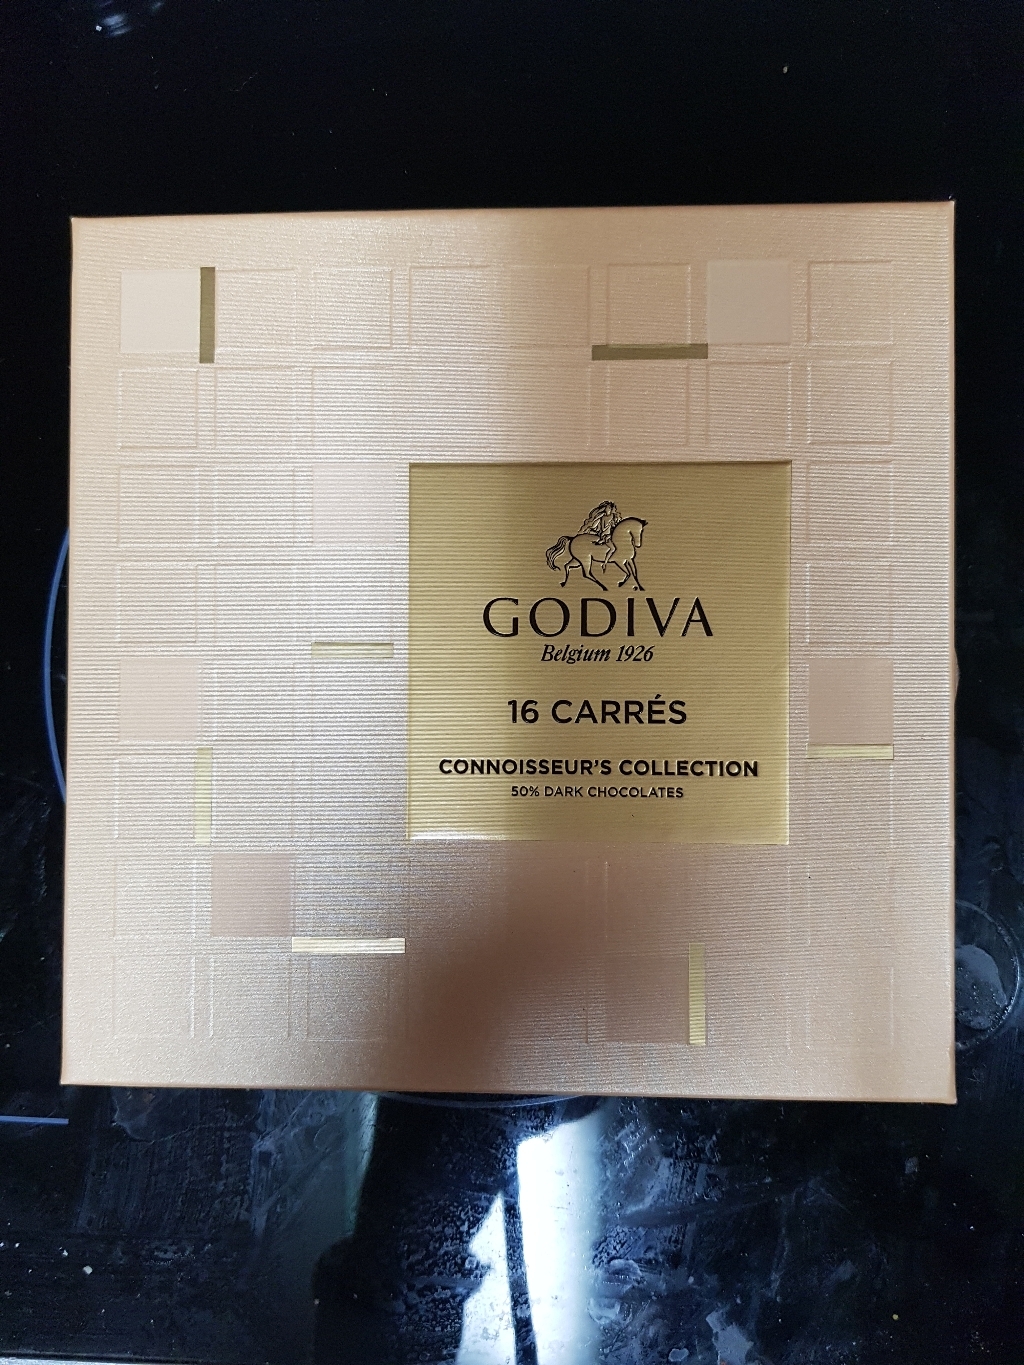 GODIVA
Belgium 1926
16 CARRÉS
CONNOISSEUR'S COLLECTION
50% DARK CHOCOLATES